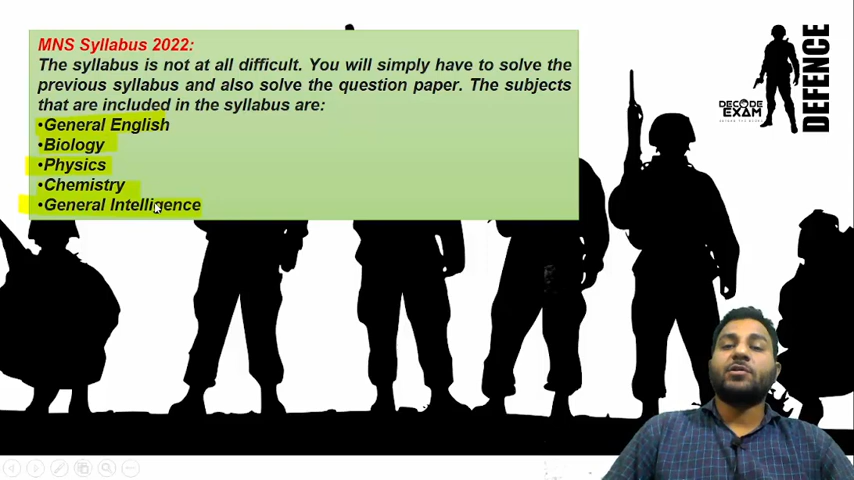 MNS Syllabus 2022:
The syllabus is not at all difficult. You will simply have to solve the
previous syllabus and also solve the question paper. The subjects
that are included in the syllabus are:
•General English
•Biology
•Physics
•Chemistry
•General Intelligence
DECODE
EXAM
DEFENCE